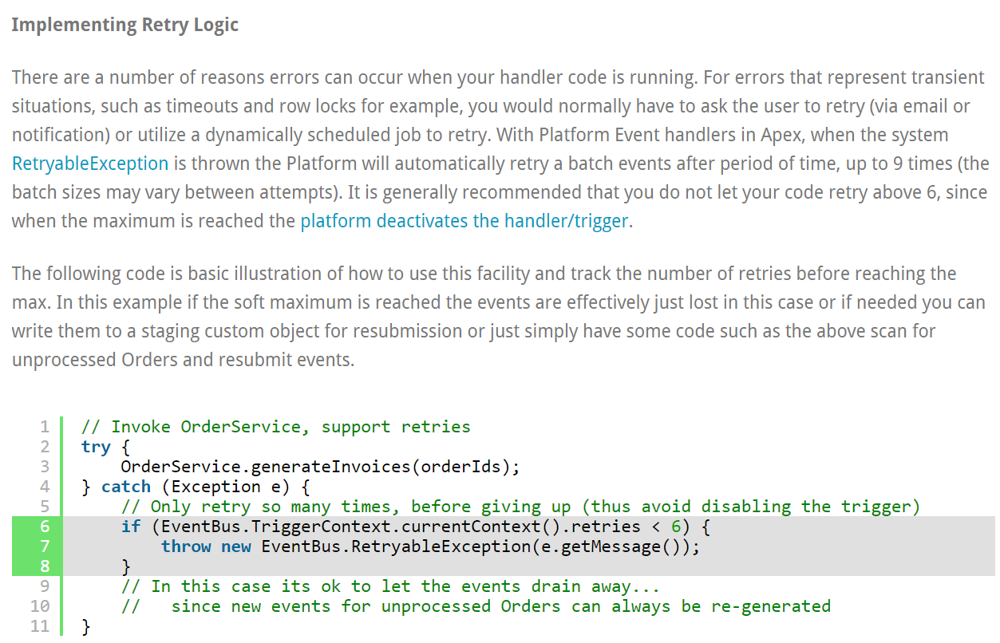 Implementing Retry Logic
There are a number of reasons errors can occur when your handler code is running. For errors that represent transient
situations, such as timeouts and row locks for example, you would normally have to ask the user to retry (via email or
notification) or utilize a dynamically scheduled job to retry. With Platform Event handlers in Apex, when the system
RetryableException is thrown the Platform will automatically retry a batch events after period of time, up to 9 times (the
batch sizes may vary between attempts). It is generally recommended that you do not let your code retry above 6, since
when the maximum is reached the platform deactivates the handler/trigger.
The following code is basic illustration of how to use this facility and track the number of retries before reaching the
max. In this example if the soft maximum is reached the events are effectively just lost in this case or if needed you can
write them to a staging custom object for resubmission or just simply have some code such as the above scan for
unprocessed Orders and resubmit events.
1 // Invoke OrderService, support retries
2 try {
3     OrderService.generateInvoices(orderIds);
4 } catch (Exception e) {
5     // Only retry so many times, before giving up (thus avoid disabling the trigger)
6     if (EventBus.TriggerContext.currentContext().retries < 6) {
7         throw new EventBus.RetryableException(e.getMessage());
8     }
9     // In this case its ok to let the events drain away...
10     //   since new events for unprocessed Orders can always be re-generated
11 }